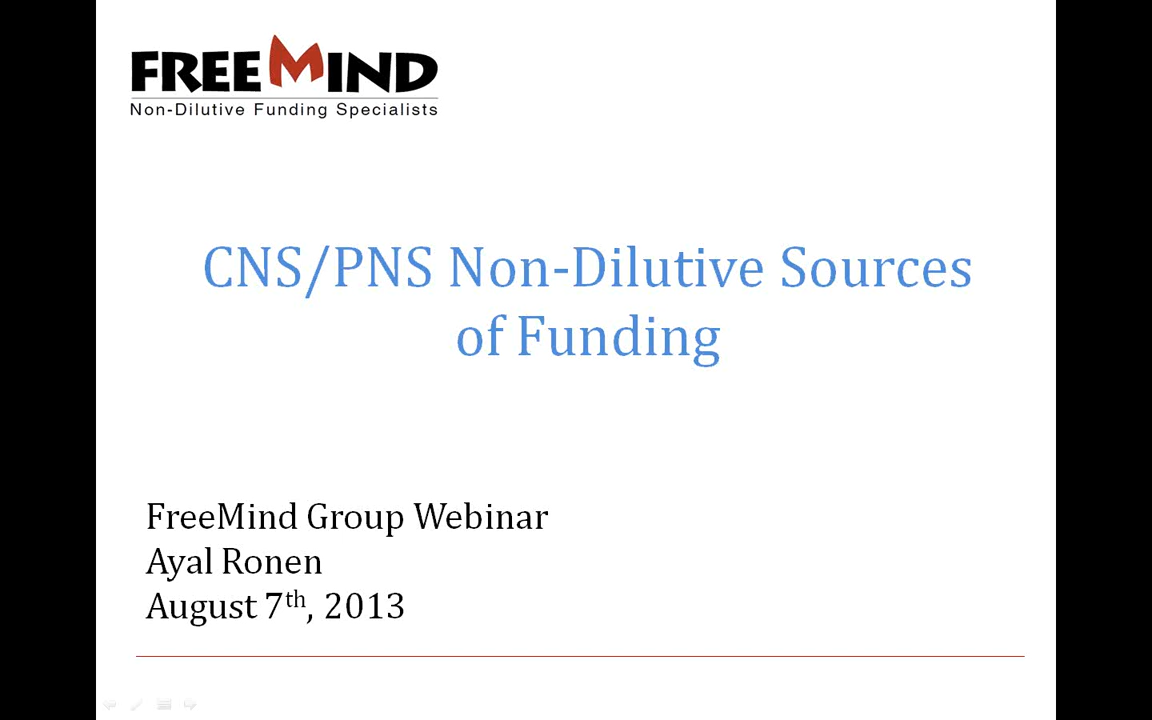 FREEMIND
Non-Dilutive Funding Specialists
CNS/PNS Non-Dilutive Sources
of Funding
FreeMind Group Webinar
Ayal Ronen
August 7th, 2013